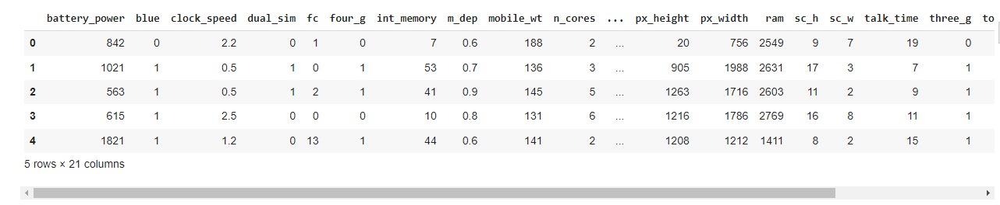 battery_power blue clock_speed dual_sim fc four_g int_memory m_dep mobile_wt n_cores ... px_height px_width ram sc_h sc_w talk_time three_g to
0 842 0 2.2 0 1 0 7 0.6 188 2 ... 20 756 2549 9 7 19 0
1 1021 1 0.5 1 0 1 53 0.7 136 3 ... 905 1988 2631 17 3 7 1
2 563 1 0.5 1 2 1 41 0.9 145 5 ... 1263 1716 2603 11 2 9 1
3 615 1 2.5 0 0 0 10 0.8 131 6 ... 1216 1786 2769 16 8 11 1
4 1821 1 1.2 0 13 1 44 0.6 141 2 ... 1208 1212 1411 8 2 15 1
5 rows × 21 columns